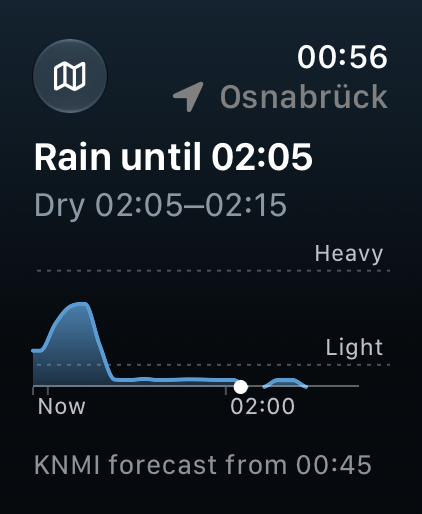 00:56
Osnabrück
Rain until 02:05
Dry 02:05–02:15
Heavy
Light
Now
02:00
KNMI forecast from 00:45